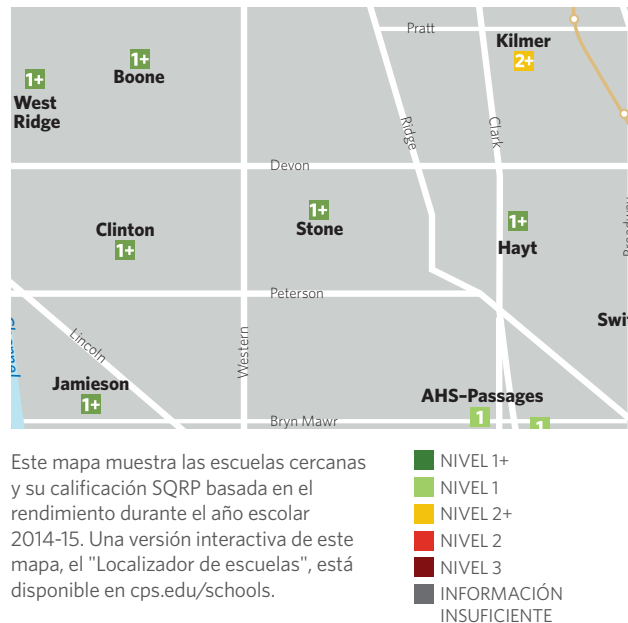 Pratt
Kilmer
2+
1+
Boone
1+
West
Ridge
Ridge
Clark
Devon
1+
Stone
Clinton
1+
1+
Hayt
Peterson
Lincoln
Western
Jamieson
1+
AHS–Passages
1
1
Bryn Mawr
Este mapa muestra las escuelas cercanas
y su calificación SQRP basada en el
rendimiento durante el año escolar
2014-15. Una versión interactiva de este
mapa, el "Localizador de escuelas", está
disponible en cps.edu/schools.
NIVEL 1+
NIVEL 1
NIVEL 2+
NIVEL 2
NIVEL 3
INFORMACIÓN
INSUFICIENTE